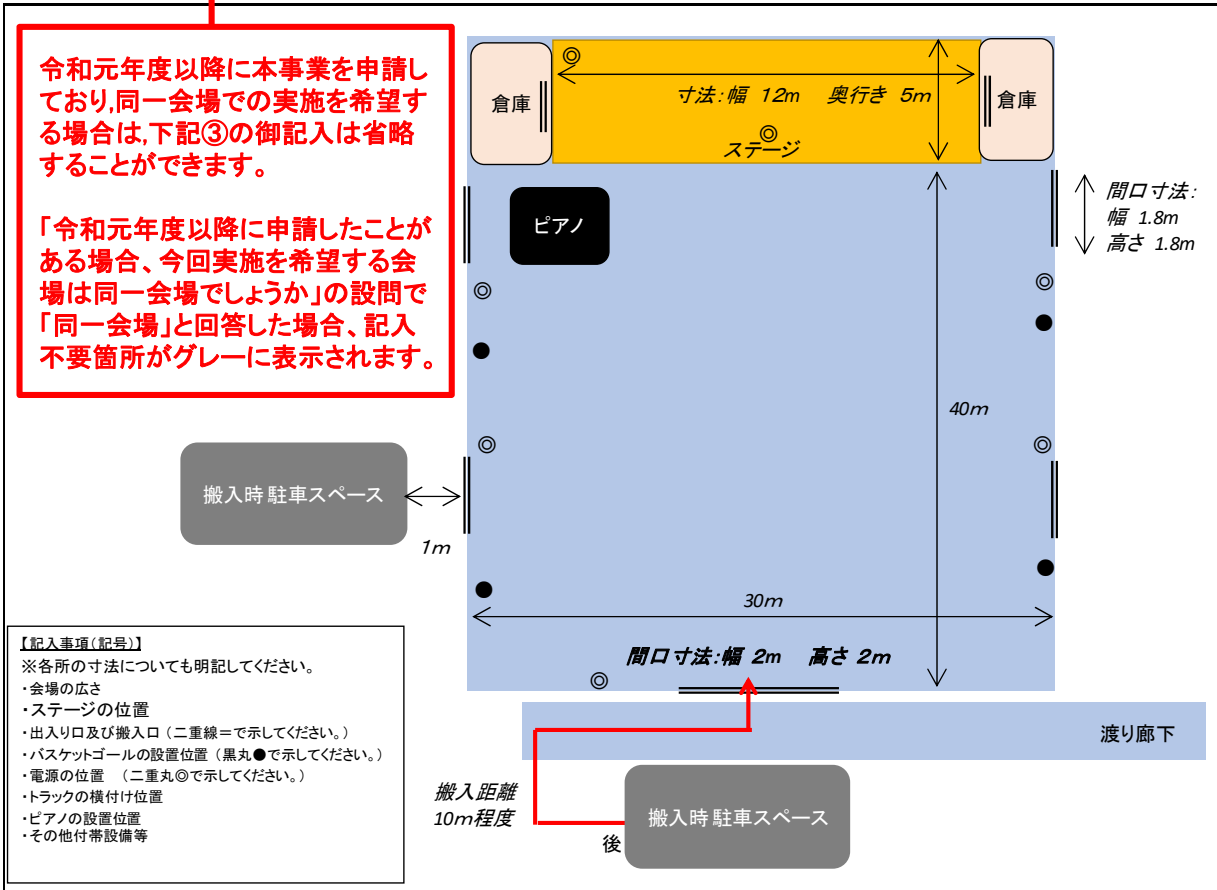 令和元年度以降に本事業を申請し
ており,同一会場での実施を希望す
る場合は,下記③の御記入は省略
することができます。
「令和元年度以降に申請したことが
ある場合、今回実施を希望する会
場は同一会場でしょうか」の設問で
「同一会場」と回答した場合、記入
不要箇所がグレーに表示されます。
倉庫
寸法:幅 12m 奥行き 5m
◎
ステージ
◎
倉庫
ピアノ
間口寸法:
幅 1.8m
高さ 1.8m
◎
◎
●
●
40m
◎
◎
搬入時 駐車スペース
1m
●
●
30m
間口寸法:幅 2m 高さ 2m
◎
渡り廊下
搬入距離
10m程度
搬入時 駐車スペース
後
【記入事項(記号)】
※各所の寸法についても明記してください。
・会場の広さ
・ステージの位置
・出入り口及び搬入口(二重線=で示してください。)
・バスケットゴールの設置位置(黒丸●で示してください。)
・電源の位置 (二重丸◎で示してください。)
・トラックの横付け位置
・ピアノの設置位置
・その他付帯設備等